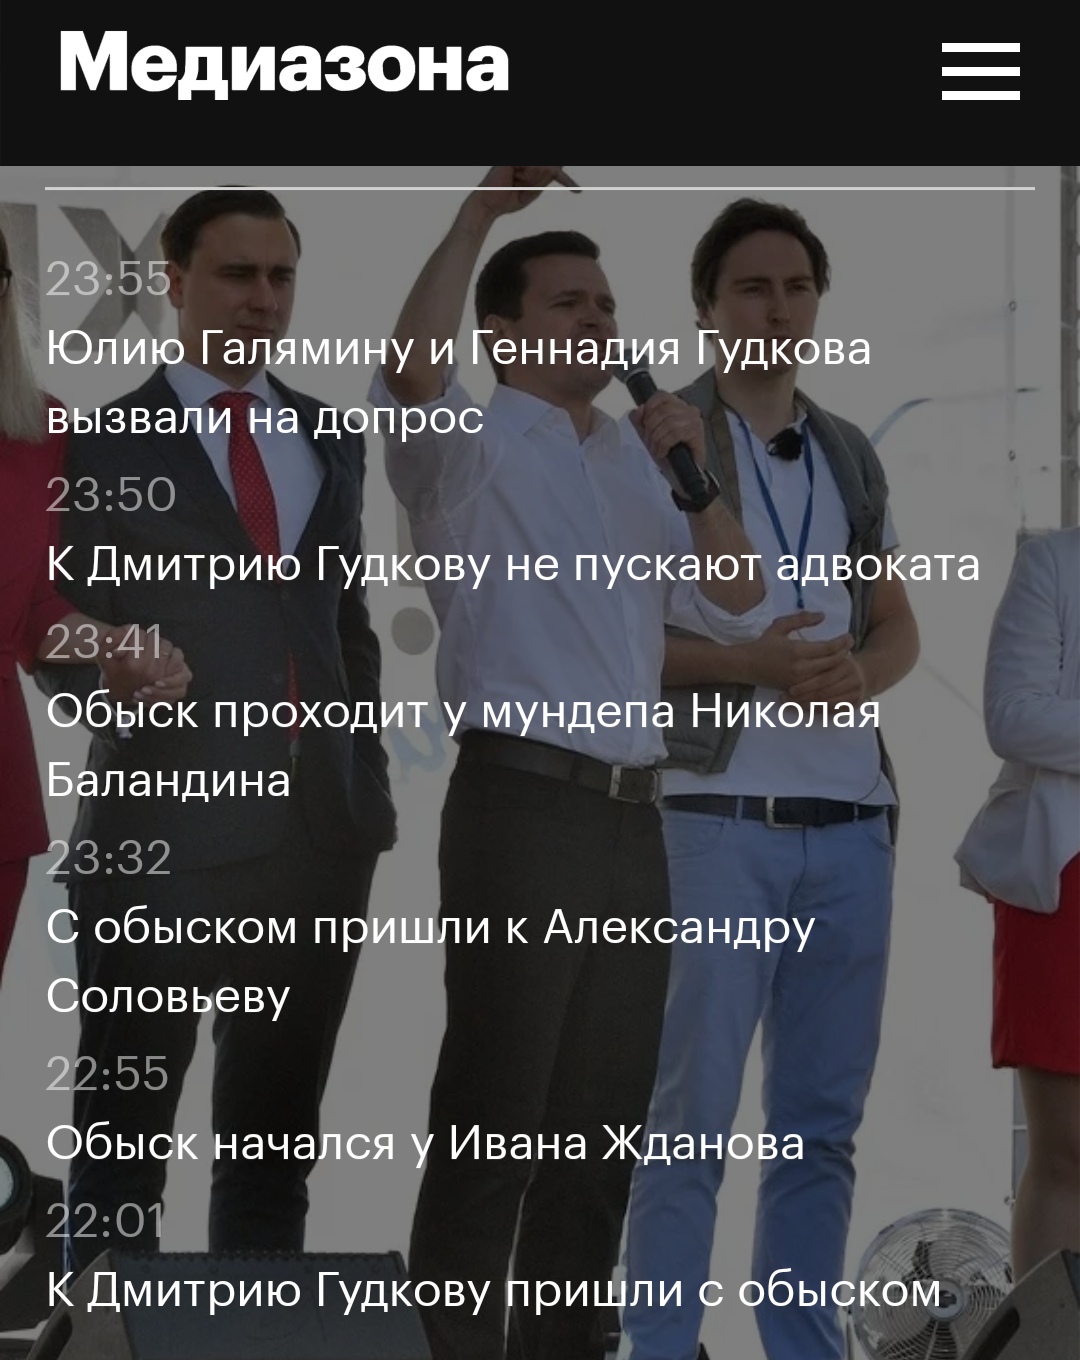 Медиазона
23:55
Юлию Галямину и Геннадия Гудкова
вызвали на допрос
23:50
К Дмитрию Гудкову не пускают адвоката
23:41
Обыск проходит у мундепа Николая
Баландина
23:32
С обыском пришли к Александру
Соловьеву
22:55
Обыск начался у Ивана Жданова
22:01
К Дмитрию Гудкову пришли с обыском